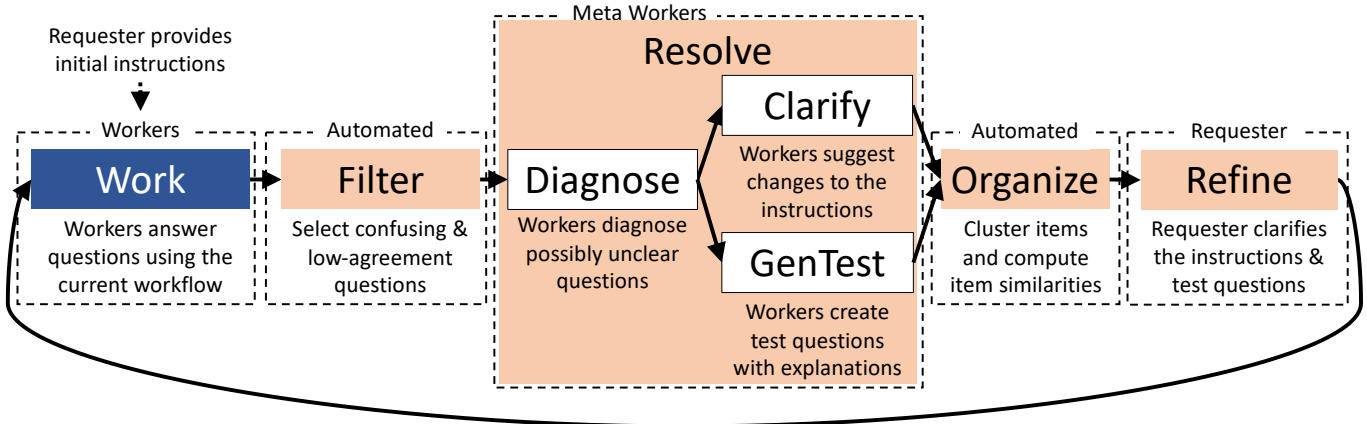 Meta Workers
Requester provides
initial instructions
Resolve
Workers
Work
Workers answer
questions using the
current workflow
Automated
Filter
Select confusing &
low-agreement
questions
Diagnose
Workers diagnose
possibly unclear
questions
Clarify
Workers suggest
changes to the
instructions
GenTest
Workers create
test questions
with explanations
Automated
Organize
Cluster items
and compute
item similarities
Requester
Refine
Requester clarifies
the instructions &
test questions